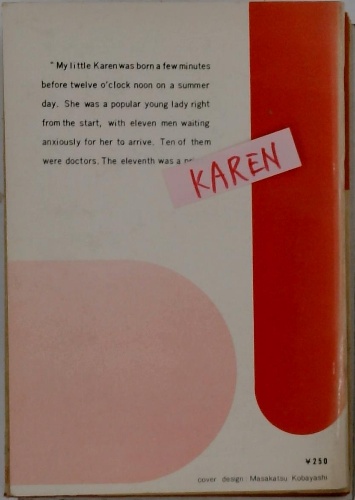 " My little Karen was born a few minutes
before twelve o'clock noon on a summer
day. She was a popular young lady right
from the start, with eleven men waiting
anxiously for her to arrive. Ten of them
were doctors. The eleventh was a
KAREN
¥250
cover design Masakatsu Kobayashi